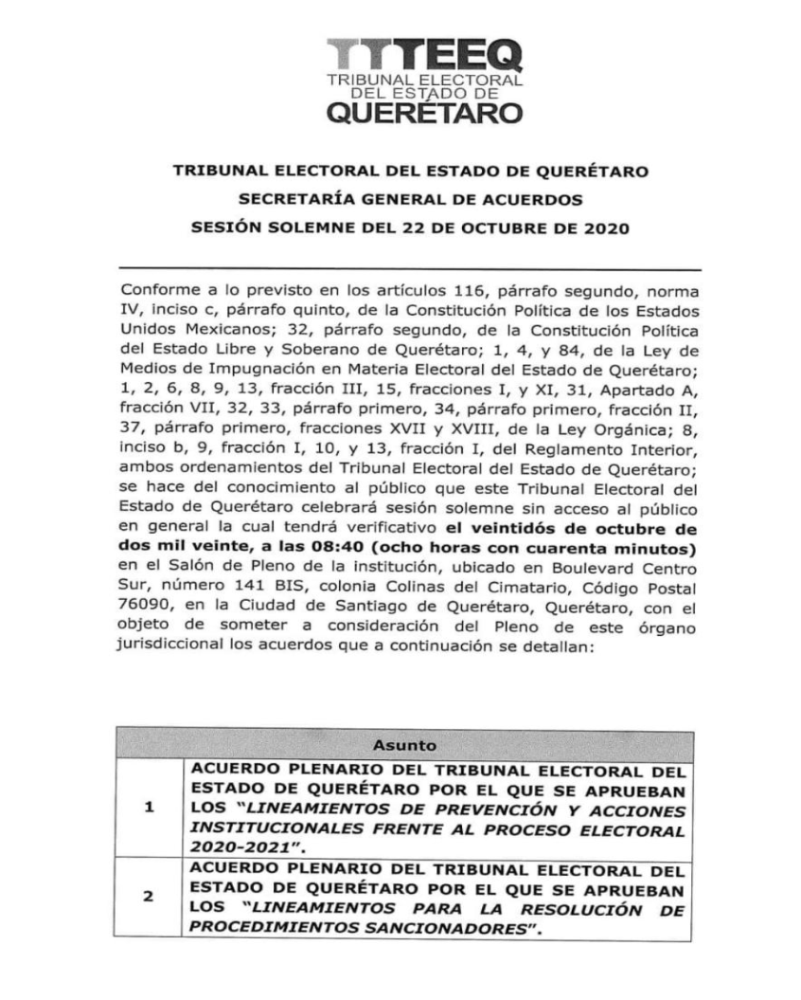 TTTEEQ
TRIBUNAL ELECTORAL
DEL ESTADO DE
QUERÉTARO
TRIBUNAL ELECTORAL DEL ESTADO DE QUERÉTARO
SECRETARÍA GENERAL DE ACUERDOS
SESIÓN SOLEMNE DEL 22 DE OCTUBRE DE 2020
Conforme a lo previsto en los artículos 116, párrafo segundo, norma
IV, inciso c, párrafo quinto, de la Constitución Política de los Estados
Unidos Mexicanos; 32, párrafo segundo, de la Constitución Política
del Estado Libre y Soberano de Querétaro; 1, 4, y 84, de la Ley de
Medios de Impugnación en Materia Electoral del Estado de Querétaro;
1, 2, 6, 8, 9, 13, fracción III, 15, fracciones I, y XI, 31, Apartado A,
fracción VII, 32, 33, párrafo primero, 34, párrafo primero, fracción II,
37, párrafo primero, fracciones XVII y XVIII, de la Ley Orgánica; 8,
inciso b, 9, fracción I, 10, y 13, fracción I, del Reglamento Interior,
ambos ordenamientos del Tribunal Electoral del Estado de Querétaro;
se hace del conocimiento al público que este Tribunal Electoral del
Estado de Querétaro celebrará sesión solemne sin acceso al público
en general la cual tendrá verificativo el veintidós de octubre de
dos mil veinte, a las 08:40 (ocho horas con cuarenta minutos)
en el Salón de Pleno de la institución, ubicado en Boulevard Centro
Sur, número 141 BIS, colonia Colinas del Cimatario, Código Postal
76090, en la Ciudad de Santiago de Querétaro, Querétaro, con el
objeto de someter a consideración del Pleno de este órgano
jurisdiccional los acuerdos que a continuación se detallan:
Asunto
1
ACUERDO PLENARIO DEL TRIBUNAL ELECTORAL DEL
ESTADO DE QUERÉTARO POR EL QUE SE APRUEBAN
LOS "LINEAMIENTOS DE PREVENCIÓN Y ACCIONES
INSTITUCIONALES FRENTE AL PROCESO ELECTORAL
2020-2021".
2
ACUERDO PLENARIO DEL TRIBUNAL ELECTORAL DEL
ESTADO DE QUERÉTARO POR EL QUE SE APRUEBAN
LOS "LINEAMIENTOS PARA LA RESOLUCIÓN DE
PROCEDIMIENTOS SANCIONADORES".